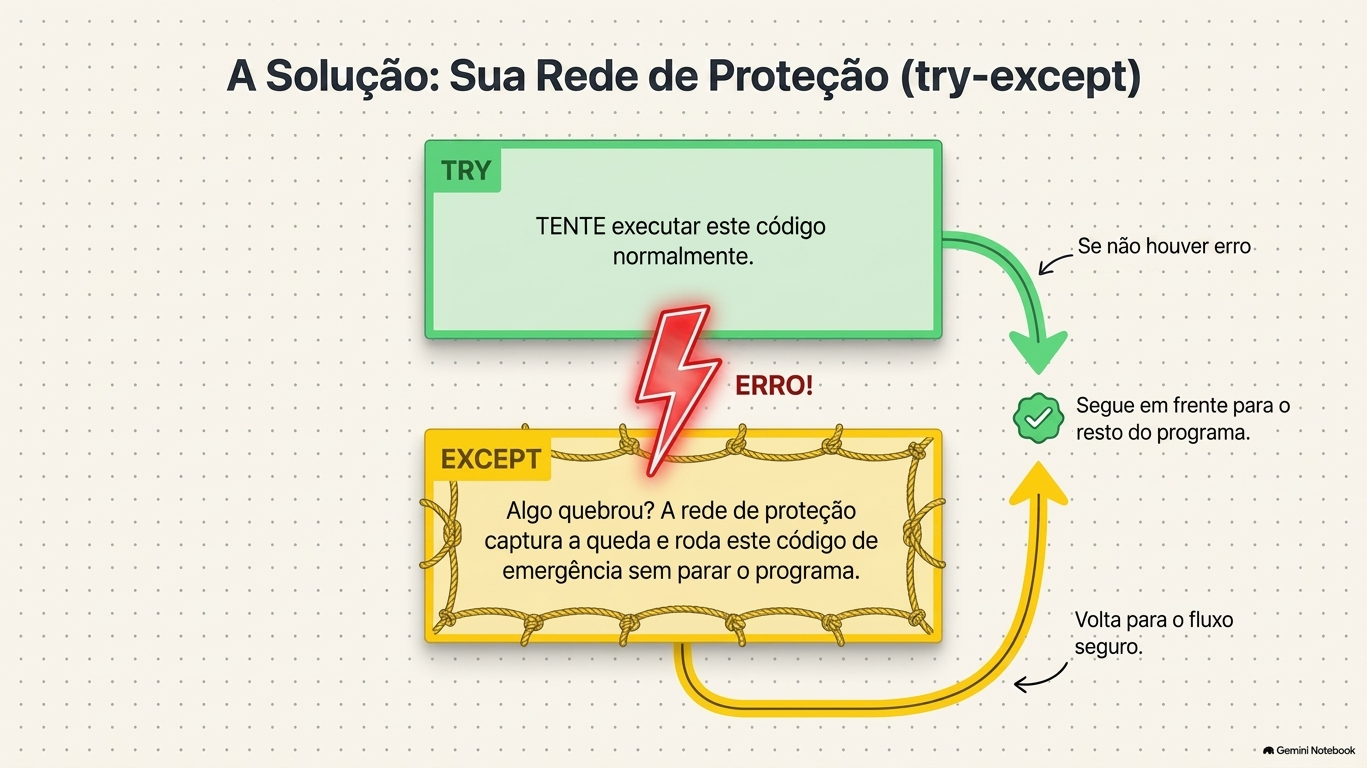 A Solução: Sua Rede de Proteção (try-except)
TRY
TENTE executar este código
normalmente.
Se não houver erro
ERRO!
Segue em frente para o
resto do programa.
EXCEPT
Algo quebrou? A rede de proteção
captura a queda e roda este código de
emergência sem parar o programa.
Volta para o fluxo
seguro.
Gemini Notebook